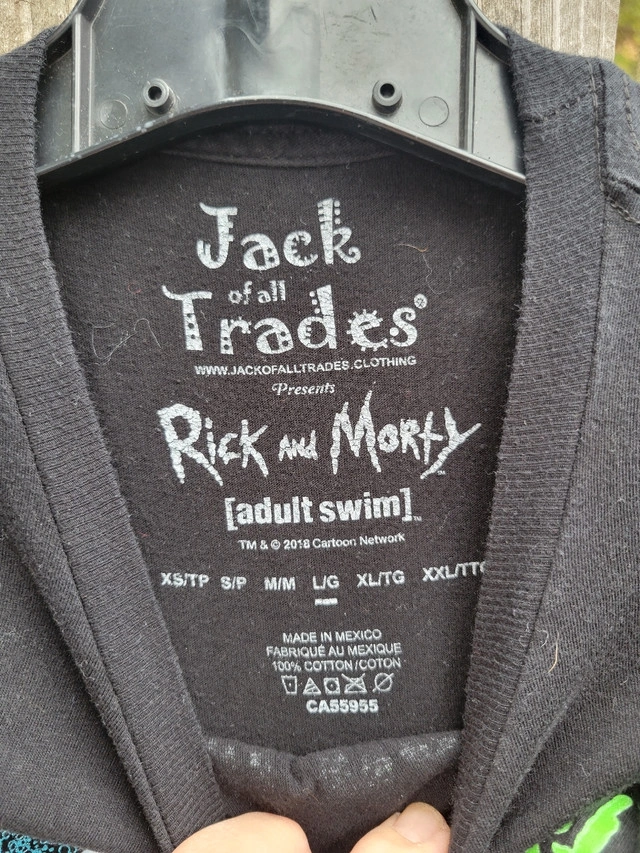 Jack
of all
Trades®
WWW.JACKOFALLTRADES.CLOTHING
Presents
Rick and Morty™
[adult swim]™
TM & © 2018 Cartoon Network
XS/TP S/P M/M L/G XL/TG XXL/TTG
MADE IN MEXICO
FABRIQUÉ AU MEXIQUE
100% COTTON/COTON
CA55955